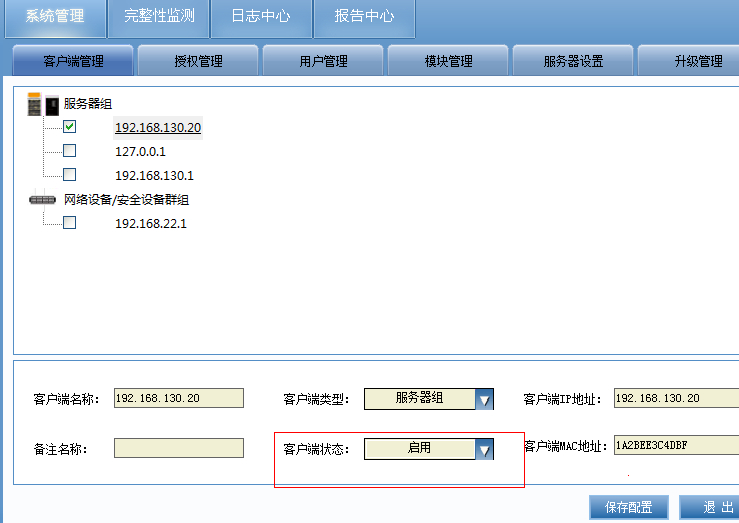 系统管理 完整性监测 日志中心 报告中心
客户端管理 授权管理 用户管理 模块管理 服务器设置 升级管理
服务器组
192.168.130.20
127.0.0.1
192.168.130.1
网络设备/安全设备群组
192.168.22.1
客户端名称： 192.168.130.20 客户端类型： 服务器组 客户端IP地址： 192.168.130.20
备注名称： 客户端状态： 启用 客户端MAC地址： 1A2BEE3C4DBF
保存配置 退 出